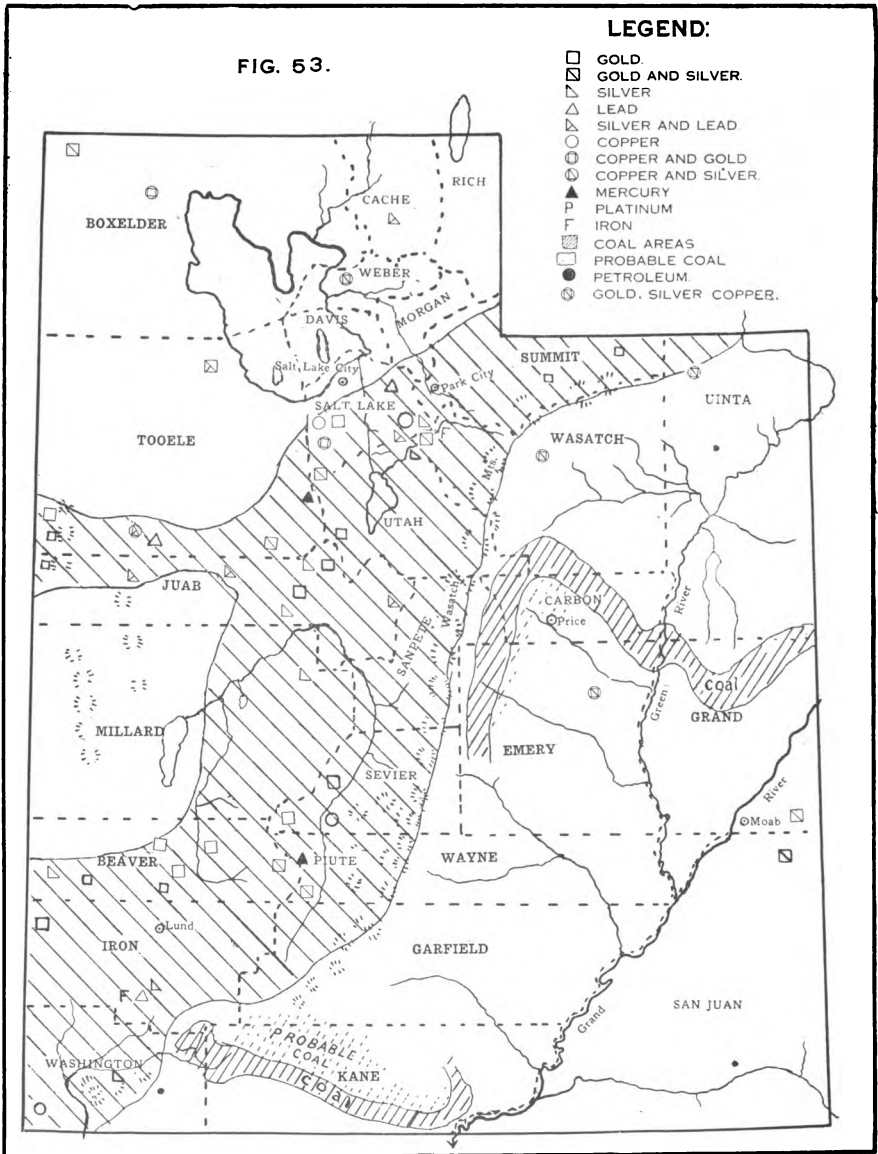 FIG. 53.
LEGEND:
GOLD.
GOLD AND SILVER.
SILVER
LEAD
SILVER AND LEAD
COPPER
COPPER AND GOLD
COPPER AND SILVER.
MERCURY
P PLATINUM
F IRON
COAL AREAS
PROBABLE COAL
PETROLEUM.
GOLD. SILVER COPPER.
RICH
CACHE
BOXELDER
WEBER
MORGAN
DAVIS
SUMMIT
Salt Lake City
Park City
UINTA
SALT LAKE
F
TOOELE
WASATCH
Mts.
UTAH
JUAB
CARBON
River
Price
Wasatch
SANPETE
Coal
Green
GRAND
MILLARD
EMERY
SEVIER
River
Moab
BEAVER
PIUTE
WAYNE
Lund
IRON
GARFIELD
F
SAN JUAN
Grand
PROBABLE
COAL
WASHINGTON
KANE
Coal